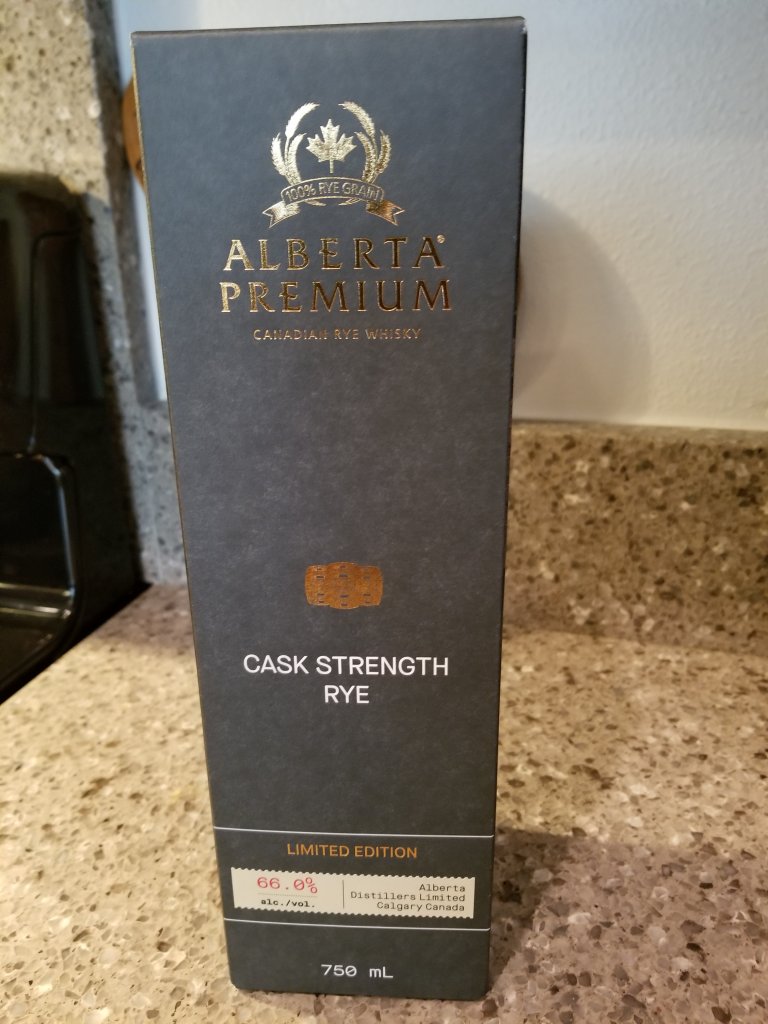 100% RYE GRAIN
ALBERTA®
PREMIUM
CANADIAN RYE WHISKY
CASK STRENGTH
RYE
LIMITED EDITION
66.0%
alc./vol.
Alberta
Distillers Limited
Calgary Canada
750 mL